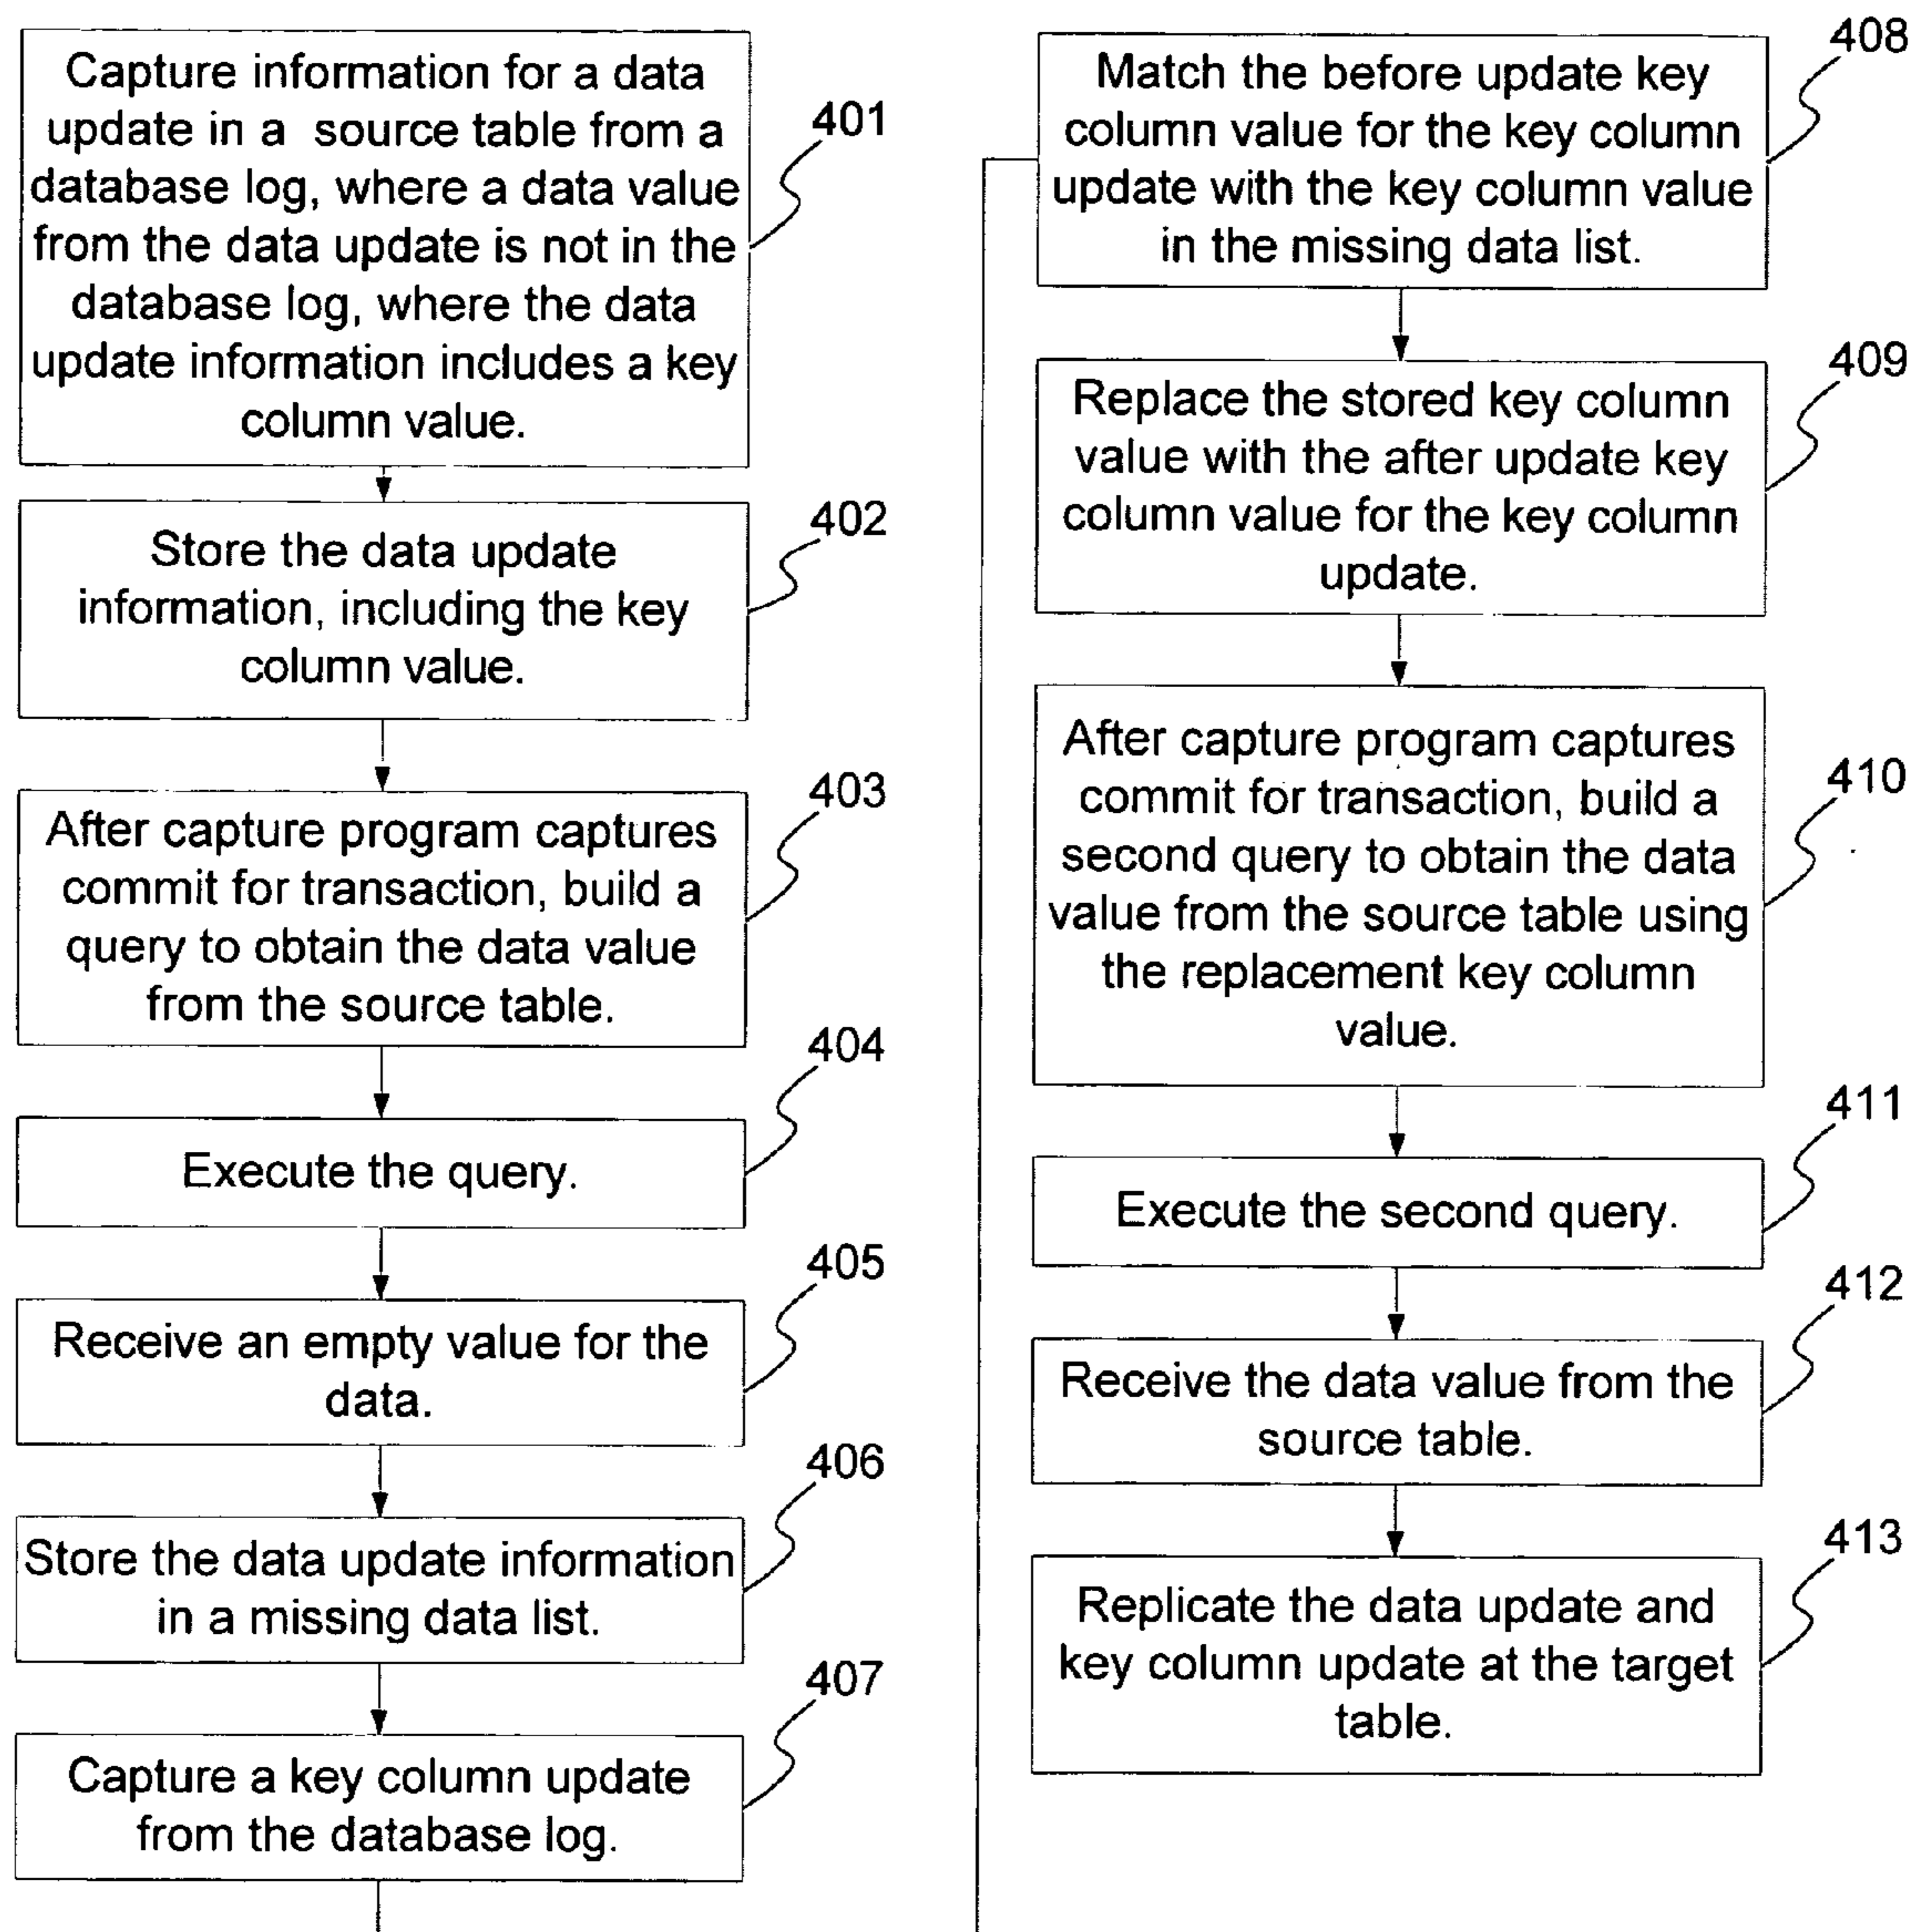 Capture information for a data
update in a source table from a
database log, where a data value
from the data update is not in the
database log, where the data
update information includes a key
column value.
401
Store the data update
information, including the key
column value.
402
After capture program captures
commit for transaction, build a
query to obtain the data value
from the source table.
403
Execute the query.
404
Receive an empty value for the
data.
405
Store the data update information
in a missing data list.
406
Capture a key column update
from the database log.
407
Match the before update key
column value for the key column
update with the key column value
in the missing data list.
408
Replace the stored key column
value with the after update key
column value for the key column
update.
409
After capture program captures
commit for transaction, build a
second query to obtain the data
value from the source table using
the replacement key column
value.
410
Execute the second query.
411
Receive the data value from the
source table.
412
Replicate the data update and
key column update at the target
table.
413